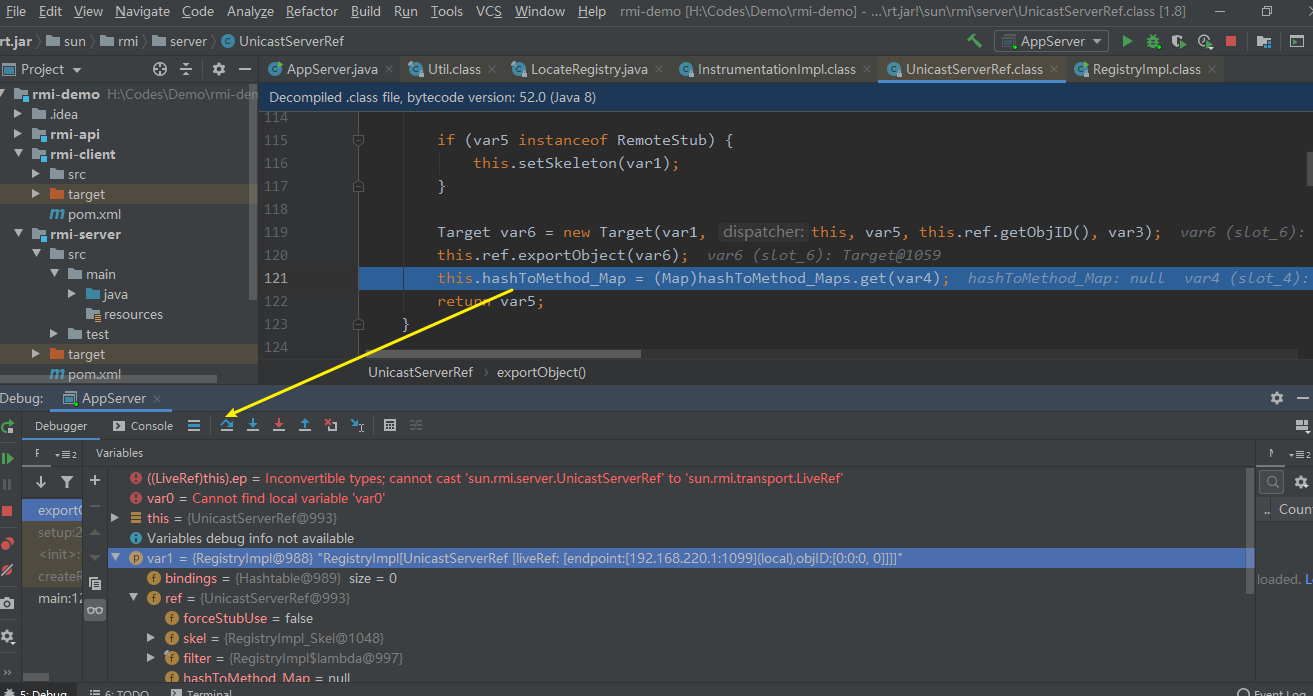 File Edit View Navigate Code Analyze Refactor Build Run Tools VCS Window Help rmi-demo [H:\Codes\Demo\rmi-demo] - ...\rt.jar!\sun\rmi\server\UnicastServerRef.class [1.8]
rt.jar sun rmi server UnicastServerRef AppServer
Project AppServer.java Util.class LocateRegistry.java InstrumentationImpl.class UnicastServerRef.class RegistryImpl.class
rmi-demo H:\Codes\Demo\rmi-den
.idea
rmi-api
rmi-client
src
target
pom.xml
rmi-server
src
main
java
resources
test
target
pom.xml
Decompiled .class file, bytecode version: 52.0 (Java 8)
114
115 if (var5 instanceof RemoteStub) {
116 this.setSkeleton(var1);
117 }
118
119 Target var6 = new Target(var1, dispatcher: this, var5, this.ref.getObjID(), var3); var6 (slot_6):
120 this.ref.exportObject(var6); var6 (slot_6): Target@1059
121 this.hashToMethod_Map = (Map)hashToMethod_Maps.get(var4); hashToMethod_Map: null var4 (slot_4):
122 return var5;
123 }
124
UnicastServerRef exportObject()
Debug: AppServer
Debugger Console
F 2 Variables 2
((LiveRef)this).ep = Inconvertible types; cannot cast 'sun.rmi.server.UnicastServerRef' to 'sun.rmi.transport.LiveRef'
var0 = Cannot find local variable 'var0'
exportO
setup:2
<init>:
createR
main:12
this = {UnicastServerRef@993}
Variables debug info not available
var1 = {RegistryImpl@988} "RegistryImpl[UnicastServerRef [liveRef: [endpoint:[192.168.220.1:1099](local),objID:[0:0:0, 0]]]]"
bindings = {Hashtable@989} size = 0
ref = {UnicastServerRef@993}
forceStubUse = false
skel = {RegistryImpl_Skel@1048}
filter = {RegistryImpl$lambda@997}
hashToMethod_Map = null
.. Coun
loaded. L
5: Debug 6: TODO Terminal Event Log